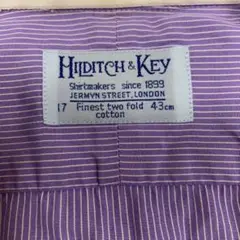 HILDITCH & KEY
Shirtmakers since 1899
JERMYN STREET, LONDON
17 Finest two fold 43cm
cotton